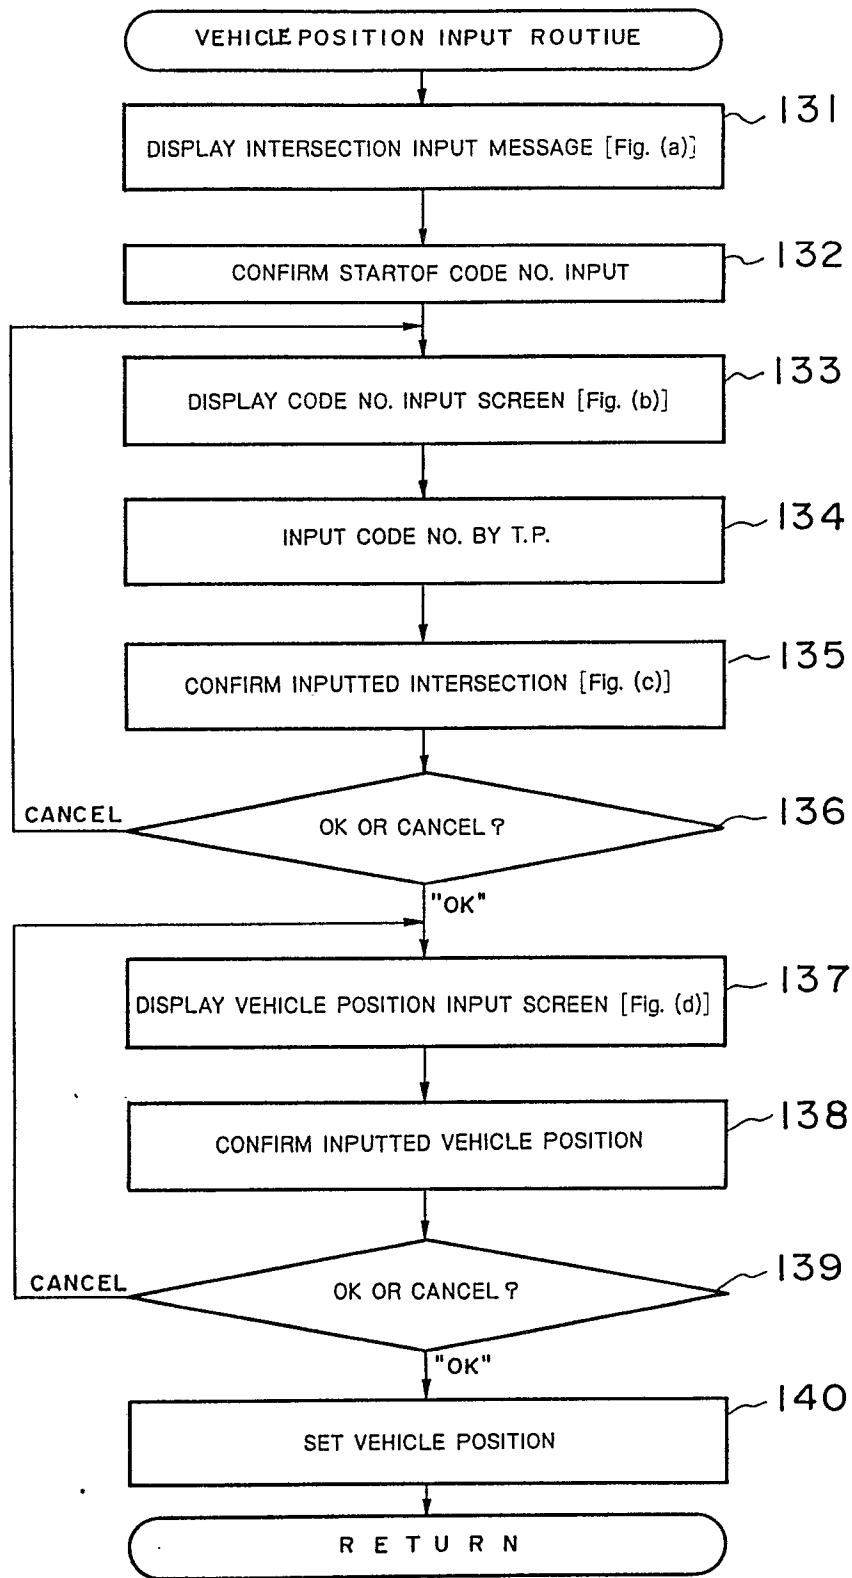 VEHICLE POSITION INPUT ROUTIUE
131
DISPLAY INTERSECTION INPUT MESSAGE [Fig. (a)]
132
CONFIRM STARTOF CODE NO. INPUT
133
DISPLAY CODE NO. INPUT SCREEN [Fig. (b)]
134
INPUT CODE NO. BY T.P.
135
CONFIRM INPUTTED INTERSECTION [Fig. (c)]
136
CANCEL
OK OR CANCEL?
"OK"
137
DISPLAY VEHICLE POSITION INPUT SCREEN [Fig. (d)]
138
CONFIRM INPUTTED VEHICLE POSITION
139
CANCEL
OK OR CANCEL?
"OK"
140
SET VEHICLE POSITION
RETURN